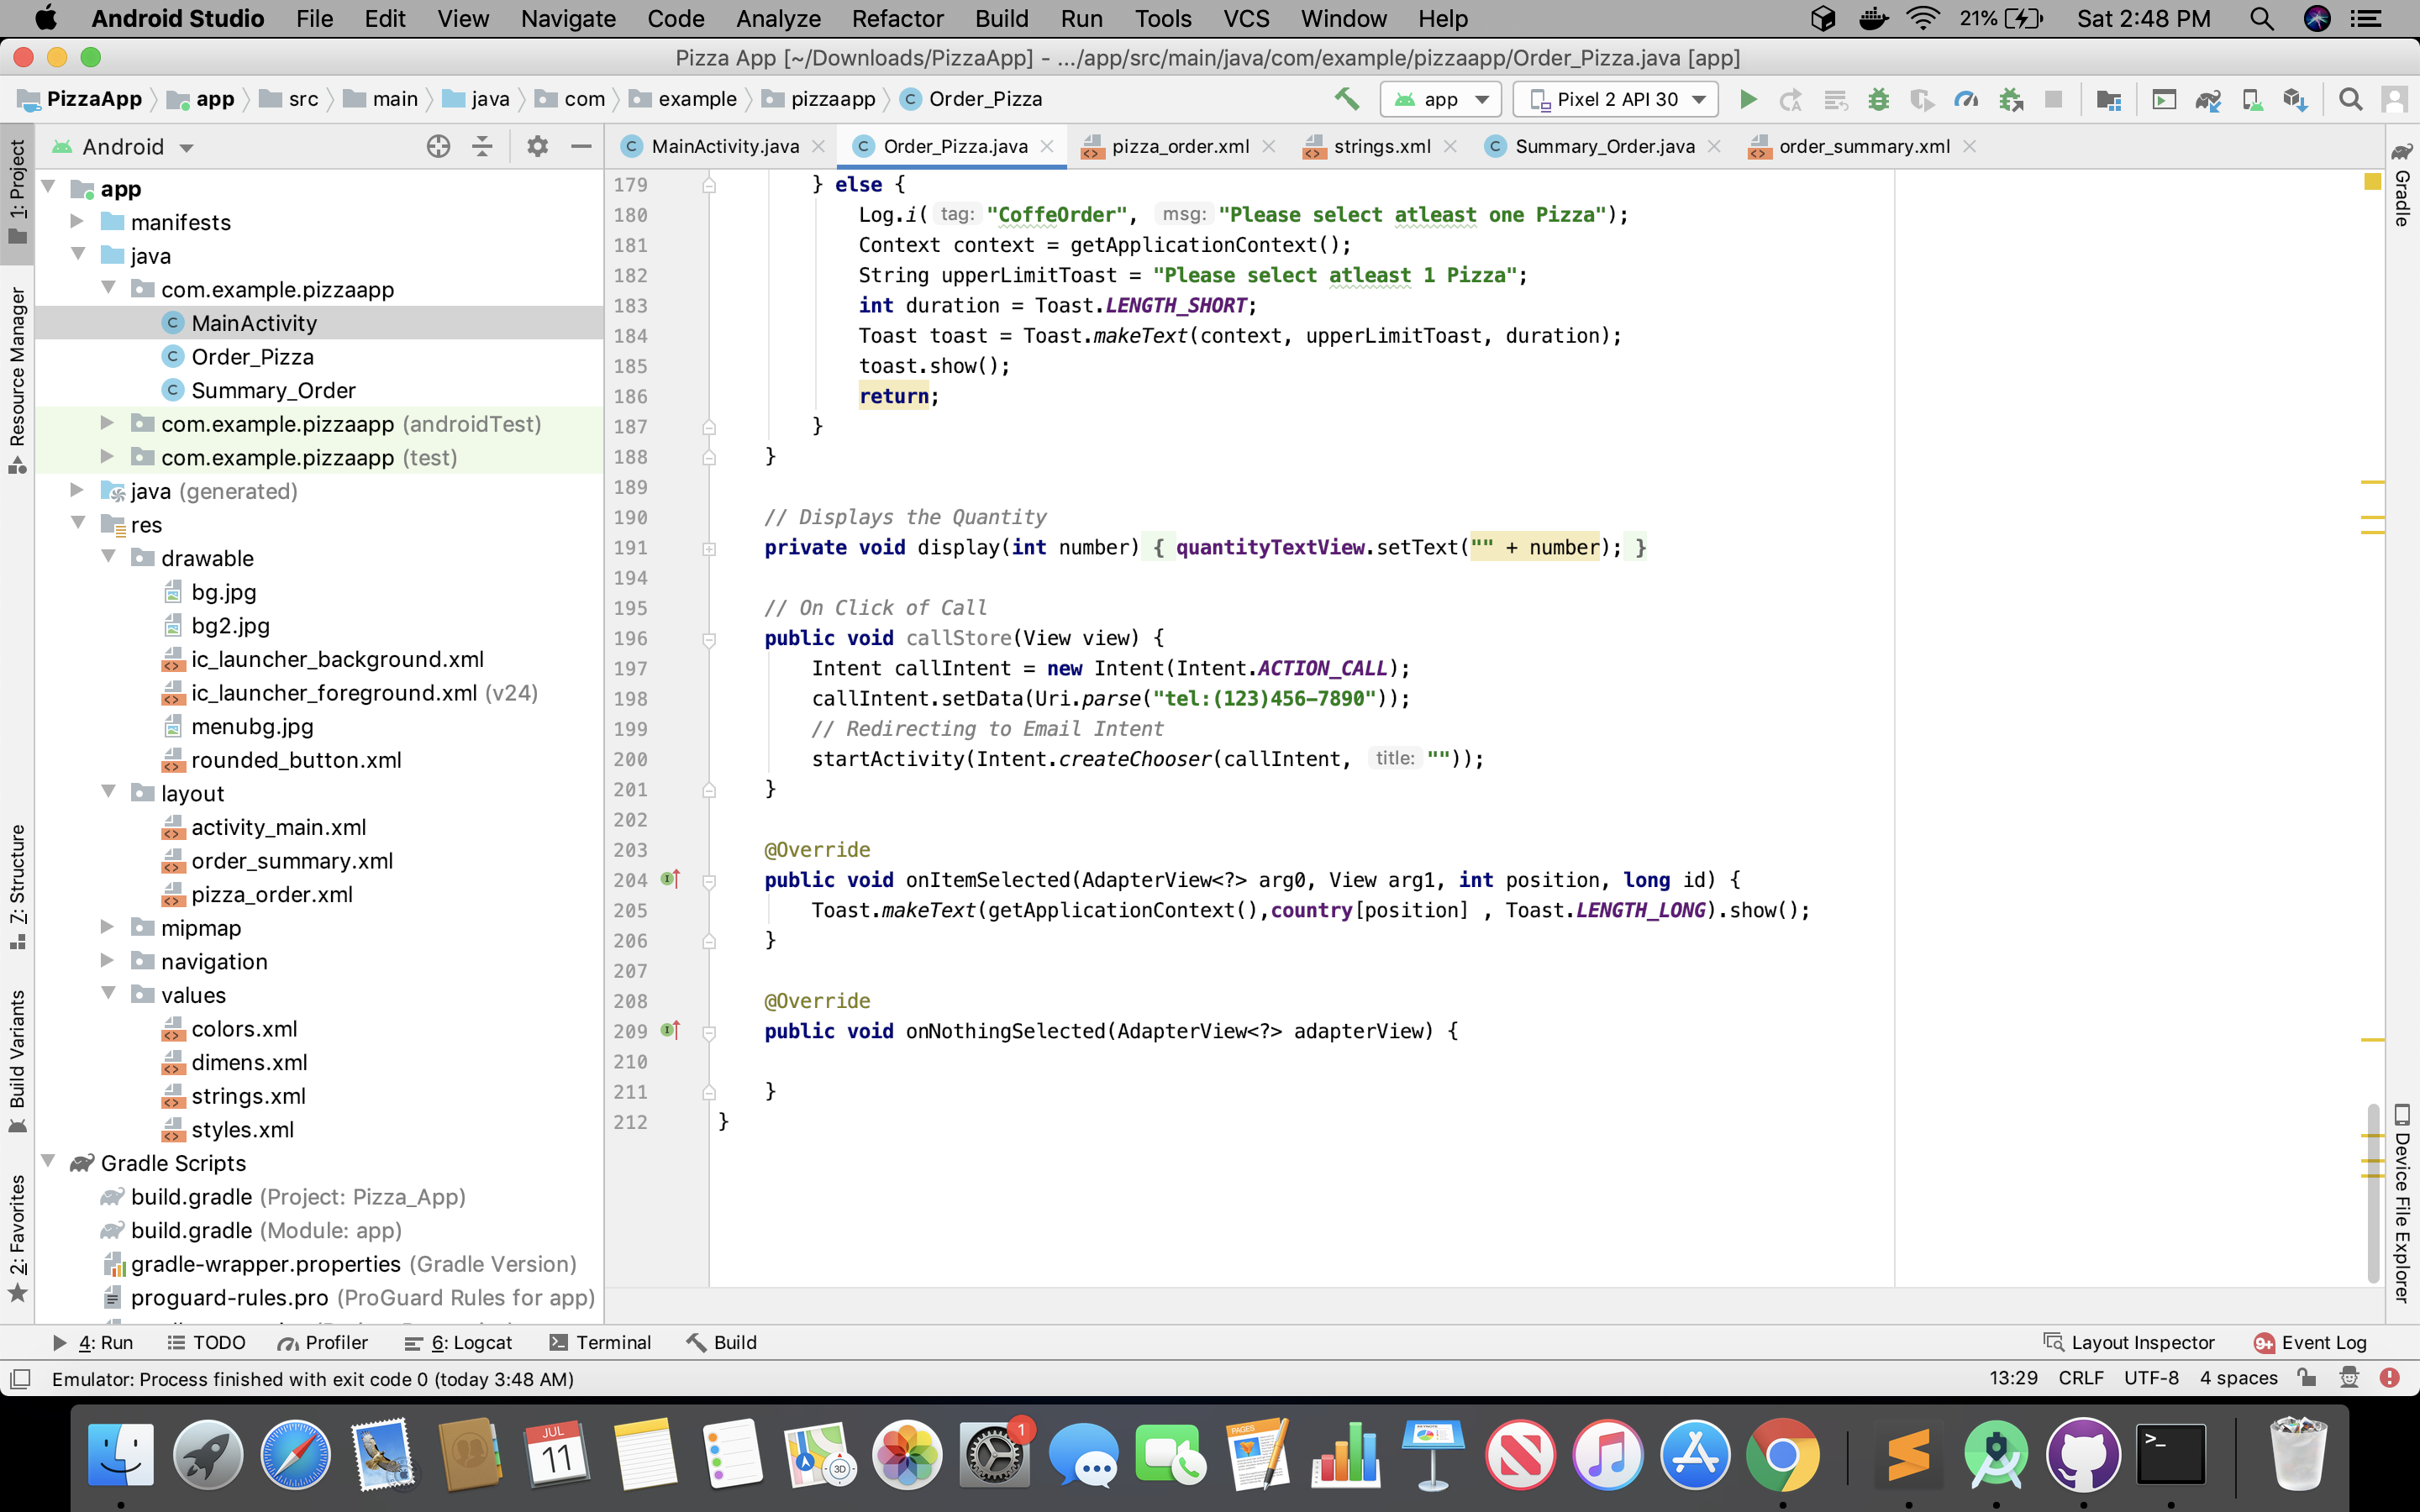 Android Studio File Edit View Navigate Code Analyze Refactor Build Run Tools VCS Window Help 21% Sat 2:48 PM
Pizza App [~/Downloads/PizzaApp] - .../app/src/main/java/com/example/pizzaapp/Order_Pizza.java [app]
PizzaApp app src main java com example pizzaapp Order_Pizza app Pixel 2 API 30
Android
MainActivity.java Order_Pizza.java pizza_order.xml strings.xml Summary_Order.java order_summary.xml
1: Project
Resource Manager
7: Structure
Build Variants
2: Favorites
app
manifests
java
com.example.pizzaapp
MainActivity
Order_Pizza
Summary_Order
com.example.pizzaapp (androidTest)
com.example.pizzaapp (test)
java (generated)
res
drawable
bg.jpg
bg2.jpg
ic_launcher_background.xml
ic_launcher_foreground.xml (v24)
menubg.jpg
rounded_button.xml
layout
activity_main.xml
order_summary.xml
pizza_order.xml
mipmap
navigation
values
colors.xml
dimens.xml
strings.xml
styles.xml
Gradle Scripts
build.gradle (Project: Pizza_App)
build.gradle (Module: app)
gradle-wrapper.properties (Gradle Version)
proguard-rules.pro (ProGuard Rules for app)
179 } else {
180 Log.i( tag: "CoffeOrder", msg: "Please select atleast one Pizza");
181 Context context = getApplicationContext();
182 String upperLimitToast = "Please select atleast 1 Pizza";
183 int duration = Toast.LENGTH_SHORT;
184 Toast toast = Toast.makeText(context, upperLimitToast, duration);
185 toast.show();
186 return;
187 }
188 }
189
190 // Displays the Quantity
191 private void display(int number) { quantityTextView.setText("" + number); }
194
195 // On Click of Call
196 public void callStore(View view) {
197 Intent callIntent = new Intent(Intent.ACTION_CALL);
198 callIntent.setData(Uri.parse("tel:(123)456-7890"));
199 // Redirecting to Email Intent
200 startActivity(Intent.createChooser(callIntent, title: ""));
201 }
202
203 @Override
204 public void onItemSelected(AdapterView<?> arg0, View arg1, int position, long id) {
205 Toast.makeText(getApplicationContext(),country[position] , Toast.LENGTH_LONG).show();
206 }
207
208 @Override
209 public void onNothingSelected(AdapterView<?> adapterView) {
210
211 }
212 }
Gradle
Device File Explorer
4: Run TODO Profiler 6: Logcat Terminal Build Layout Inspector 9+ Event Log
Emulator: Process finished with exit code 0 (today 3:48 AM) 13:29 CRLF UTF-8 4 spaces
JUL
11
3D
1
PAGES
>_